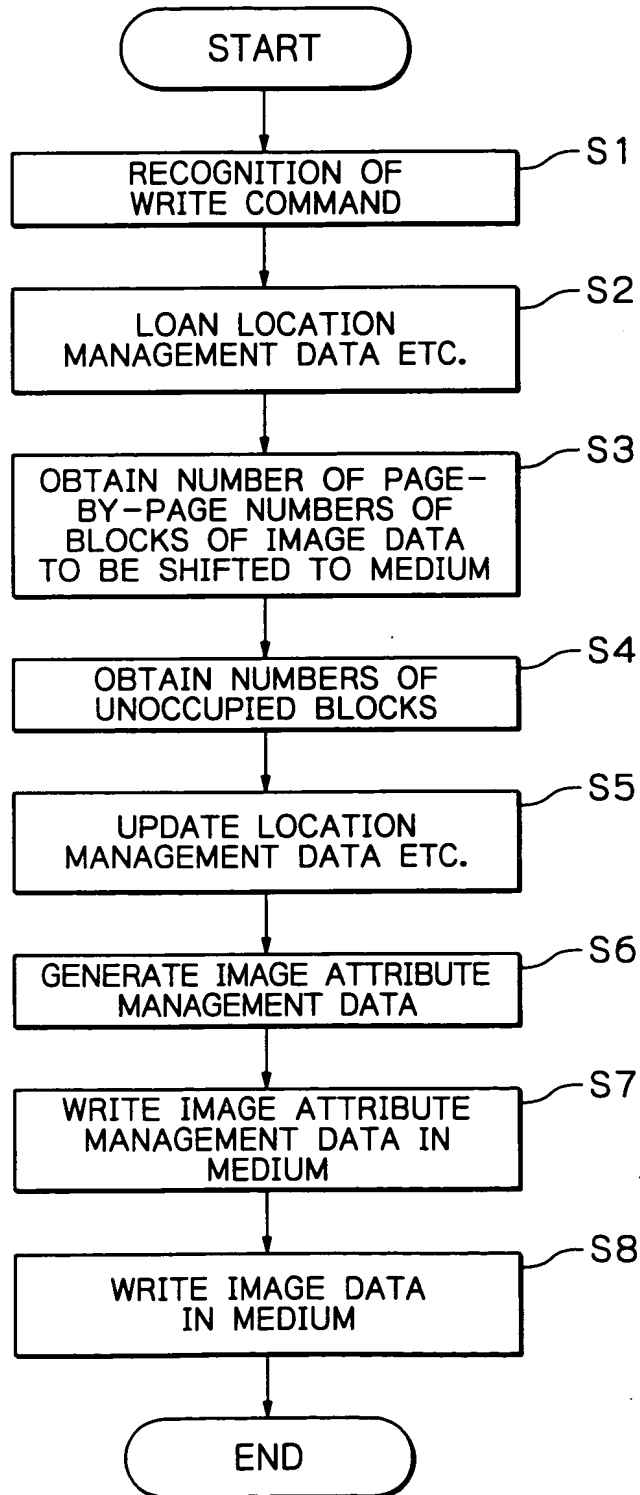 START
S1
RECOGNITION OF
WRITE COMMAND
S2
LOAN LOCATION
MANAGEMENT DATA ETC.
S3
OBTAIN NUMBER OF PAGE-
BY-PAGE NUMBERS OF
BLOCKS OF IMAGE DATA
TO BE SHIFTED TO MEDIUM
S4
OBTAIN NUMBERS OF
UNOCCUPIED BLOCKS
S5
UPDATE LOCATION
MANAGEMENT DATA ETC.
S6
GENERATE IMAGE ATTRIBUTE
MANAGEMENT DATA
S7
WRITE IMAGE ATTRIBUTE
MANAGEMENT DATA IN
MEDIUM
S8
WRITE IMAGE DATA
IN MEDIUM
END